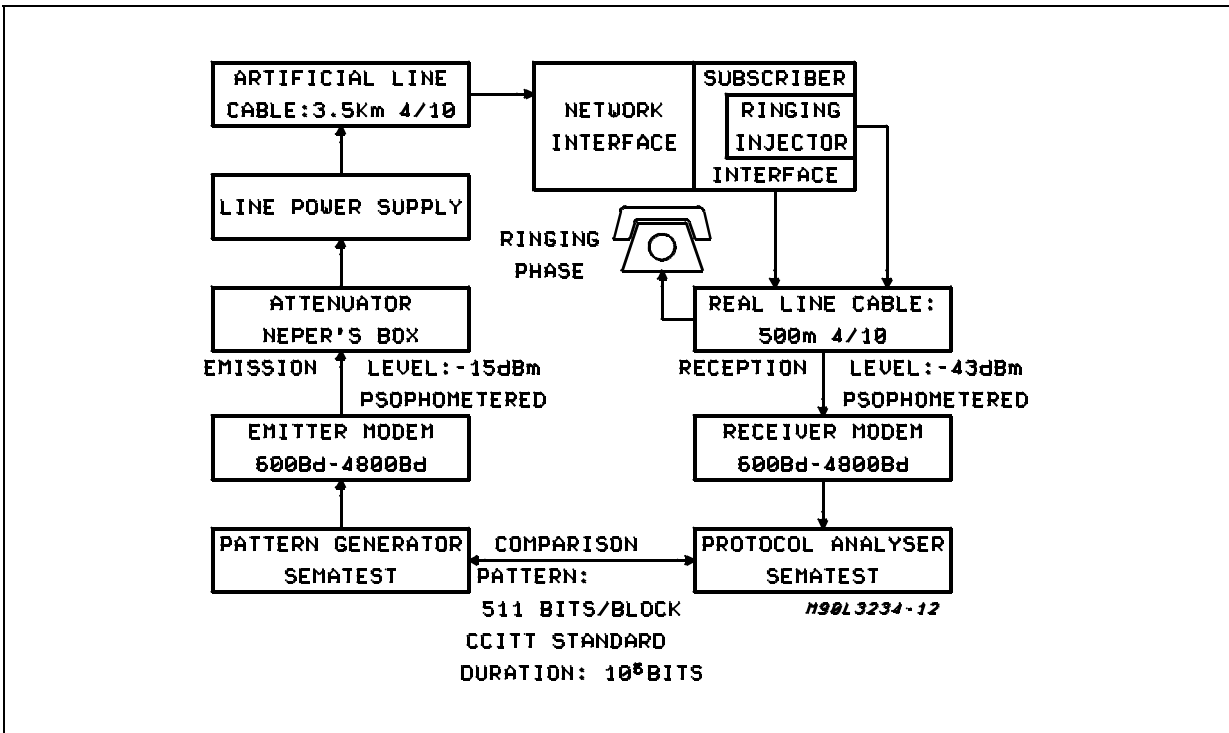 ARTIFICIAL LINE
CABLE:3.5Km 4/10
NETWORK
INTERFACE
SUBSCRIBER
RINGING
INJECTOR
INTERFACE
LINE POWER SUPPLY
RINGING
PHASE
ATTENUATOR
NEPER'S BOX
REAL LINE CABLE:
500m 4/10
EMISSION LEVEL:-15dBm
PSOPHOMETERED
RECEPTION LEVEL:-43dBm
PSOPHOMETERED
EMITTER MODEM
600Bd-4800Bd
RECEIVER MODEM
600Bd-4800Bd
PATTERN GENERATOR
SEMATEST
COMPARISON
PATTERN:
511 BITS/BLOCK
CCITT STANDARD
DURATION: BITS
PROTOCOL ANALYSER
SEMATEST
M90L3234-12